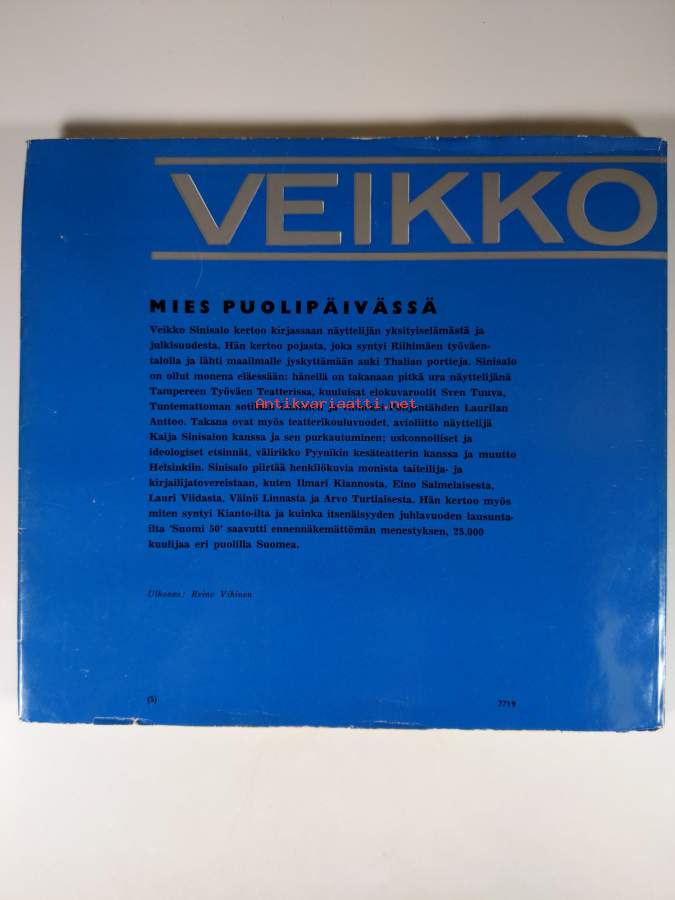 VEIKKO
MIES PUOLIPÄIVÄSSÄ
Veikko Sinisalo kertoo kirjassaan näyttelijän yksityiselämästä ja
julkisuudesta. Hän kertoo pojasta, joka syntyi Riihimäen työväen-
talolla ja lähti maailmalle jyskyttämään auki Thalian portteja. Sinisalo
on ollut monena eläessään: hänellä on takanaan pitkä ura näyttelijänä
Tampereen Työväen Teatterissa, kuuluisat elokuvaroolit Sven Tuuva,
Antikvariaatti.net
Tuntemattoman Laurilan
Anttoo. Takana ovat myös teatterikouluvuodet, avioliitto näyttelijä
Kaija Sinisalon kanssa ja sen purkautuminen; uskonnolliset ja
ideologiset etsinnät, välirikko Pyynikin kesäteatterin kanssa ja muutto
Helsinkiin. Sinisalo piirtää henkilökuvia monista taiteilija- ja
kirjailijatovereistaan, kuten Ilmari Kiannosta, Eino Salmelaisesta,
Lauri Viidasta, Väinö Linnasta ja Arvo Turtiaisesta. Hän kertoo myös
miten syntyi Kianto-ilta ja kuinka itsenäisyyden juhlavuoden lausunta-
ilta 'Suomi 50' saavutti ennennäkemättömän menestyksen, 25.000
kuulijaa eri puolilla Suomea.
Ulkoasu: Reino Vihinen
(5) 7719